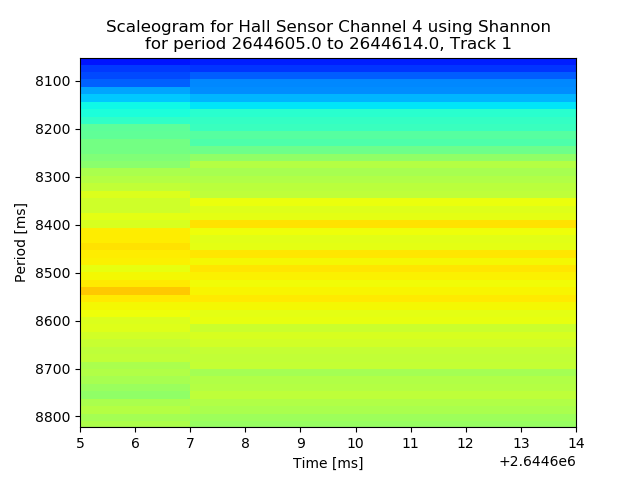 Scaleogram for Hall Sensor Channel 4 using Shannon
for period 2644605.0 to 2644614.0, Track 1
Period [ms]
8100
8200
8300
8400
8500
8600
8700
8800
5 6 7 8 9 10 11 12 13 14
Time [ms]
+2.6446e6